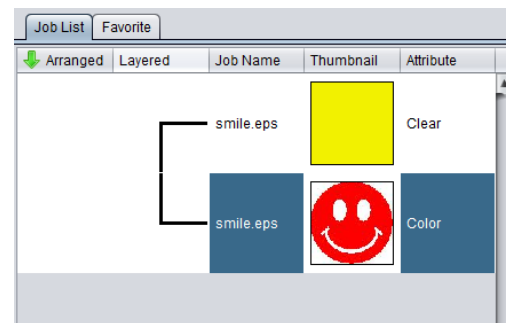 Job List Favorite
Arranged Layered Job Name Thumbnail Attribute
smile.eps Clear
smile.eps Color